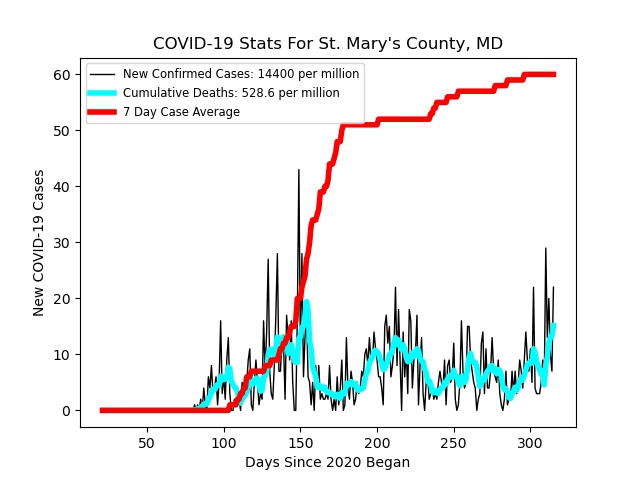 COVID-19 Stats For St. Mary's County, MD
New Confirmed Cases: 14400 per million
Cumulative Deaths: 528.6 per million
7 Day Case Average
New COVID-19 Cases
60
50
40
30
20
10
0
50 100 150 200 250 300
Days Since 2020 Began